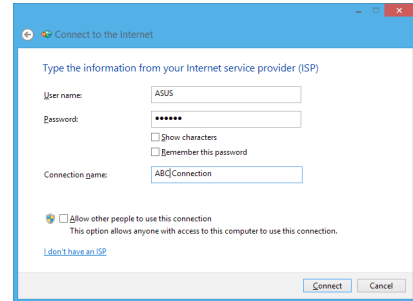 Connect to the Internet
Type the information from your Internet service provider (ISP)
User name:
ASUS
Password:
••••••
Show characters
Remember this password
Connection name:
ABC Connection
Allow other people to use this connection
This option allows anyone with access to this computer to use this connection.
I don't have an ISP
Connect
Cancel